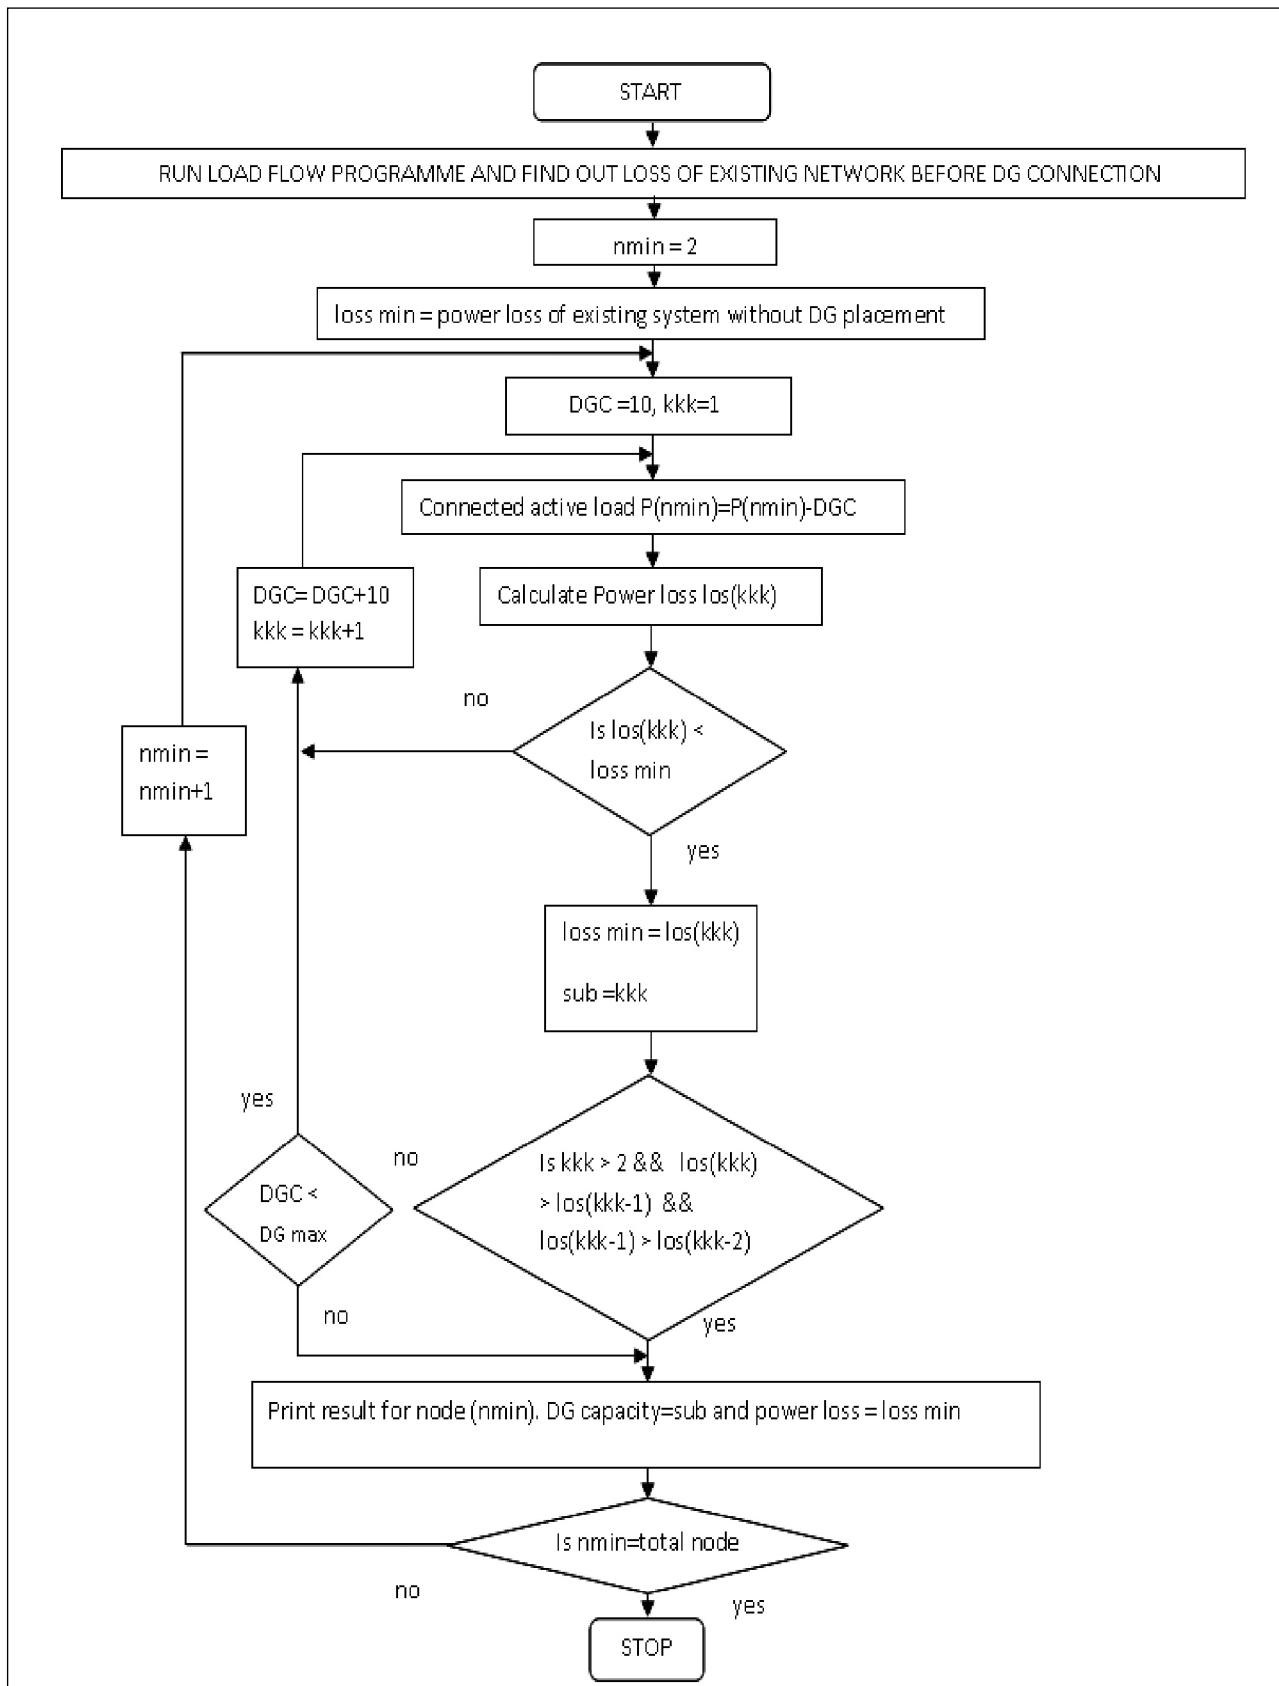 START
RUN LOAD FLOW PROGRAMME AND FIND OUT LOSS OF EXISTING NETWORK BEFORE DG CONNECTION
nmin = 2
loss min = power loss of existing system without DG placement
DGC =10, kkk=1
Connected active load P(nmin)=P(nmin)-DGC
DGC= DGC+10
kkk = kkk+1
Calculate Power loss los(kkk)
no
Is los(kkk) <
loss min
nmin =
nmin+1
yes
loss min = los(kkk)
sub =kkk
yes
DGC <
DG max
no
Is kkk > 2 && los(kkk)
> los(kkk-1) &&
los(kkk-1) > los(kkk-2)
no
yes
Print result for node (nmin). DG capacity=sub and power loss = loss min
Is nmin=total node
no
yes
STOP